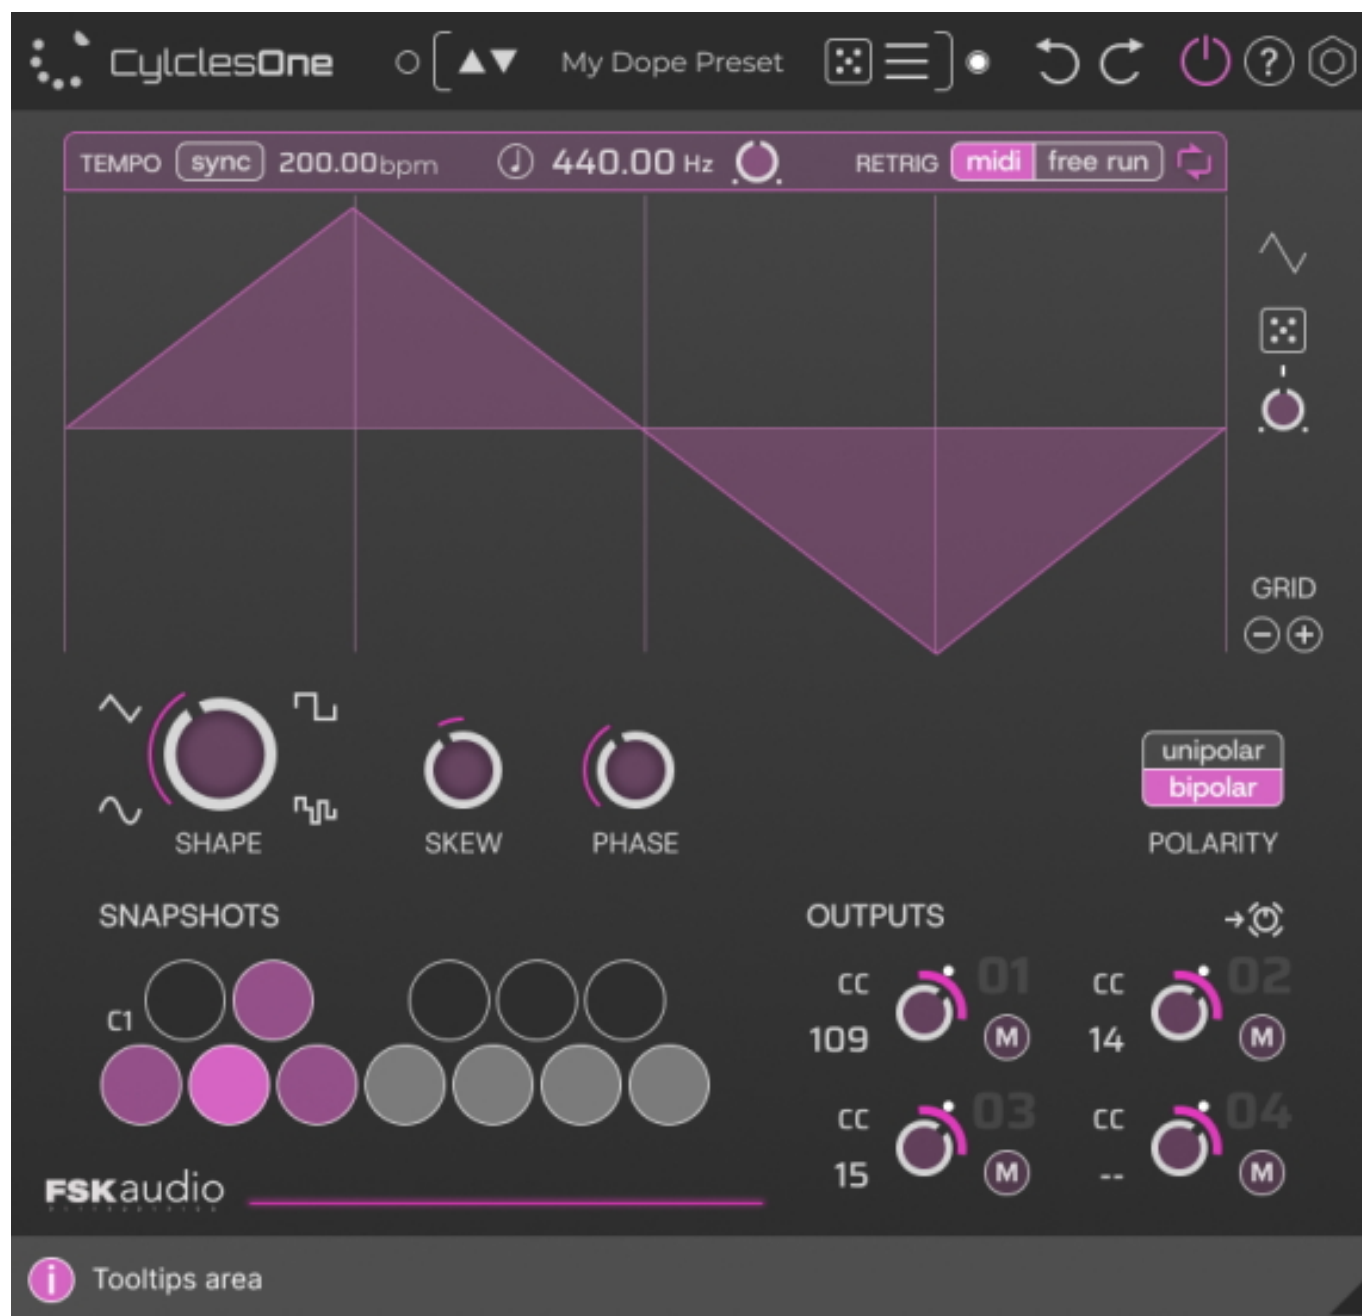 CylclesOne My Dope Preset ?
TEMPO sync 200.00bpm 440.00 Hz RETRIG midi free run
GRID
unipolar
bipolar
SHAPE SKEW PHASE POLARITY
SNAPSHOTS OUTPUTS
CC 01 CC 02
C1
109 M 14 M
CC 03 CC 04
15 M -- M
FSKaudio
i Tooltips area